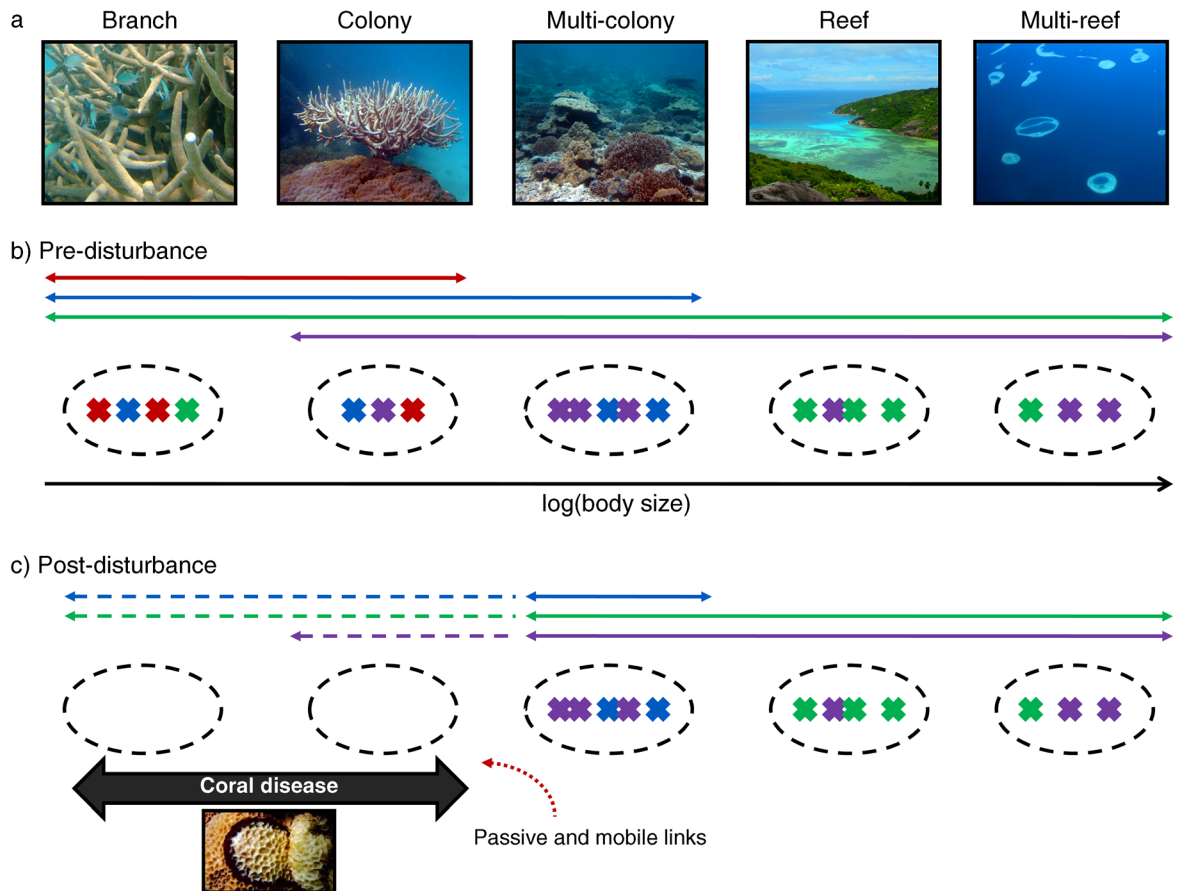 a
Branch
Colony
Multi-colony
Reef
Multi-reef
b) Pre-disturbance
log(body size)
c) Post-disturbance
Coral disease
Passive and mobile links